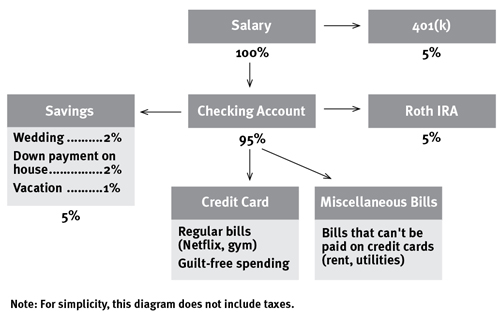 Salary
401(k)
100%
5%
Savings
Checking Account
Roth IRA
Wedding ..........2%
Down payment on
house...............2%
Vacation ..........1%
95%
5%
5%
Credit Card
Miscellaneous Bills
Regular bills
(Netflix, gym)
Guilt-free spending
Bills that can't be
paid on credit cards
(rent, utilities)
Note: For simplicity, this diagram does not include taxes.